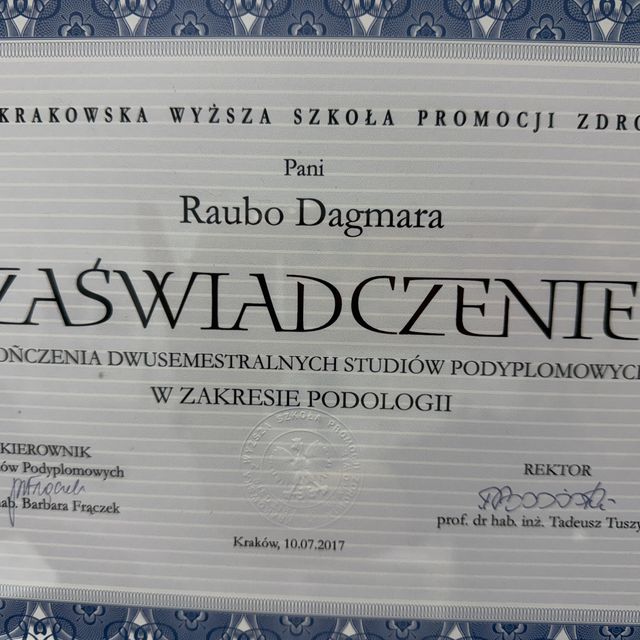 KRAKOWSKA WYŻSZA SZKOŁA PROMOCJI ZDRO
Pani
Raubo Dagmara
ZAŚWIADCZENIE
OŃCZENIA DWUSEMESTRALNYCH STUDIÓW PODYPLOMOWYCH
W ZAKRESIE PODOLOGII
KIEROWNIK
ów Podyplomowych
hab. Barbara Frączek
REKTOR
prof. dr hab. inż. Tadeusz Tuszy
Kraków, 10.07.2017